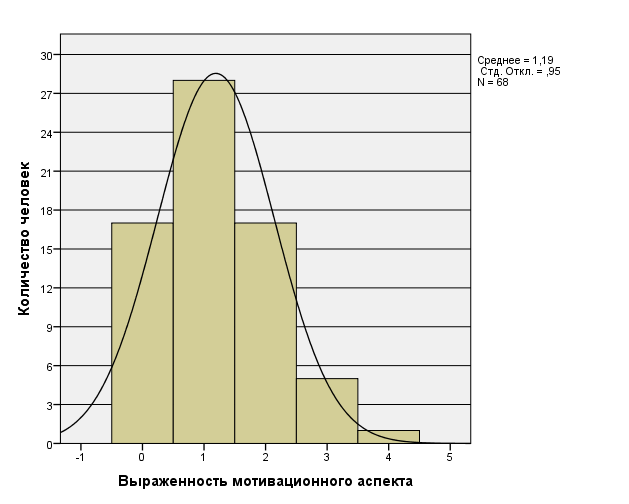 Среднее = 1,19
Стд. Откл. = ,95
N = 68
Количество человек
30
27
24
21
18
15
12
9
6
3
0
-1 0 1 2 3 4 5
Выраженность мотивационного аспекта